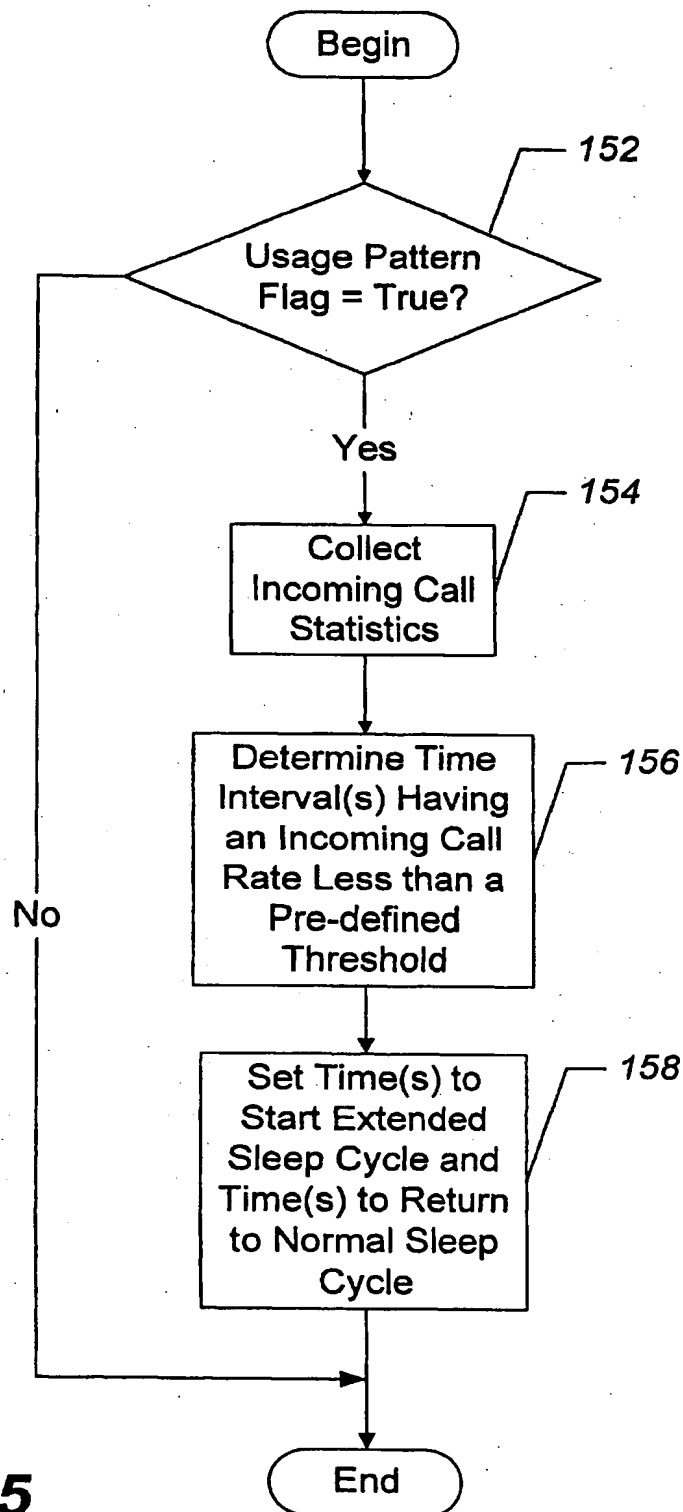 Begin
152
Usage Pattern
Flag = True?
Yes
154
Collect
Incoming Call
Statistics
156
Determine Time
Interval(s) Having
an Incoming Call
Rate Less than a
Pre-defined
Threshold
No
158
Set Time(s) to
Start Extended
Sleep Cycle and
Time(s) to Return
to Normal Sleep
Cycle
End
5